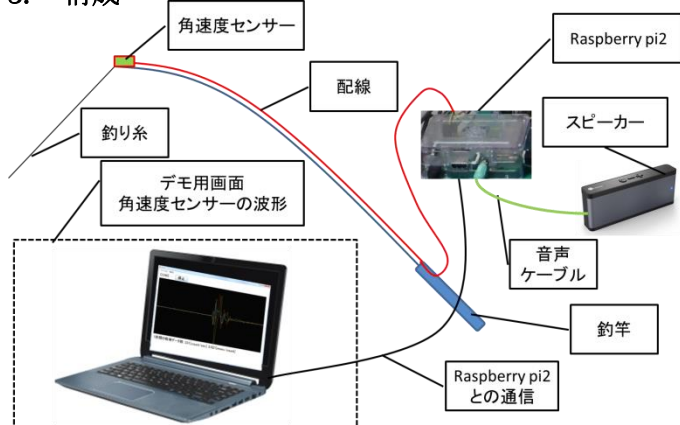 角速度センサー
Raspberry pi2
配線
スピーカー
釣り糸
デモ用画面
角速度センサーの波形
音声
ケーブル
釣竿
Raspberry pi2
との通信